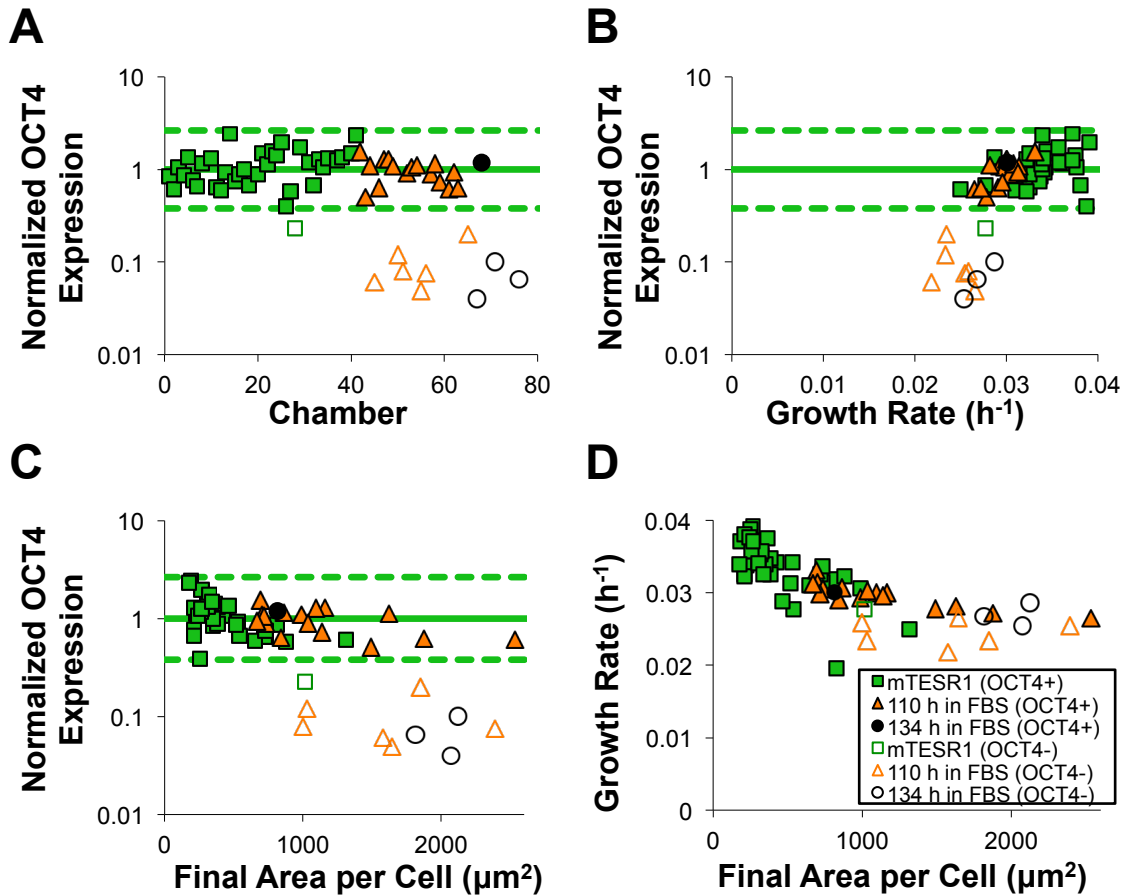 A
Normalized OCT4
Expression
10
1
0.1
0.01
0
20
40
60
80
Chamber
B
Normalized OCT4
Expression
10
1
0.1
0.01
0
0.01
0.02
0.03
0.04
Growth Rate (h-1)
C
Normalized OCT4
Expression
10
1
0.1
0.01
0
1000
2000
Final Area per Cell (µm²)
D
Growth Rate (h-1)
0.04
0.03
0.02
0.01
0
0
1000
2000
Final Area per Cell (µm²)
mTESR1 (OCT4+)
110 h in FBS (OCT4+)
134 h in FBS (OCT4+)
mTESR1 (OCT4-)
110 h in FBS (OCT4-)
134 h in FBS (OCT4-)